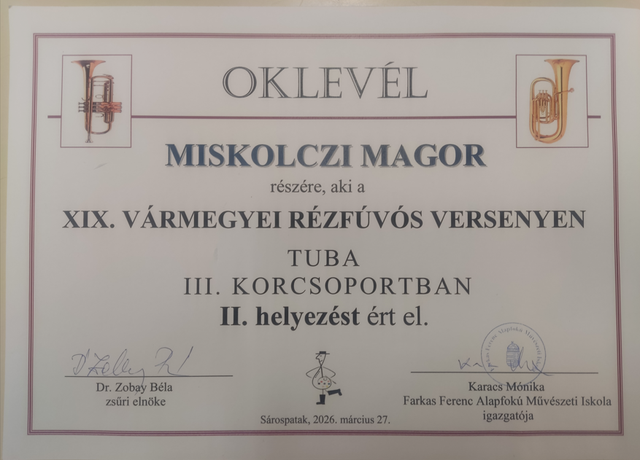 OKLEVÉL
MISKOLCZI MAGOR
részére, aki a
XIX. VÁRMEGYEI RÉZFÚVÓS VERSENYEN
TUBA
III. KORCSOPORTBAN
II. helyezést ért el.
Dr. Zobay Béla
zsűri elnöke
Karacs Mónika
Farkas Ferenc Alapfokú Művészeti Iskola
igazgatója
Sárospatak, 2026. március 27.